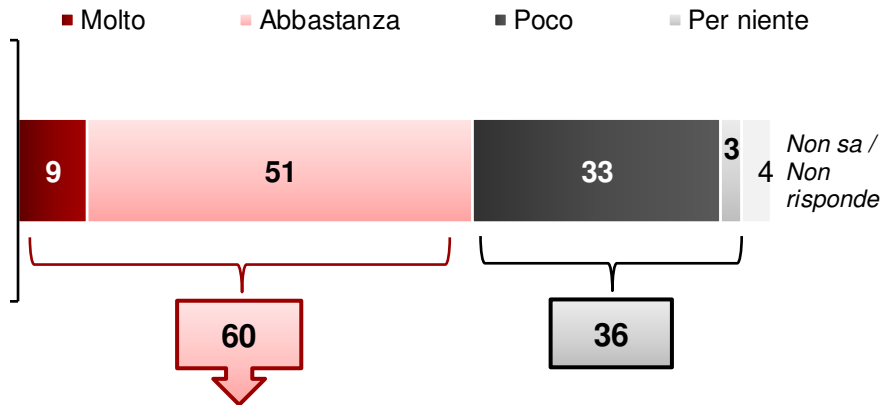 Molto Abbastanza Poco Per niente
9 51 33 3 4
Non sa /
Non
risponde
60 36